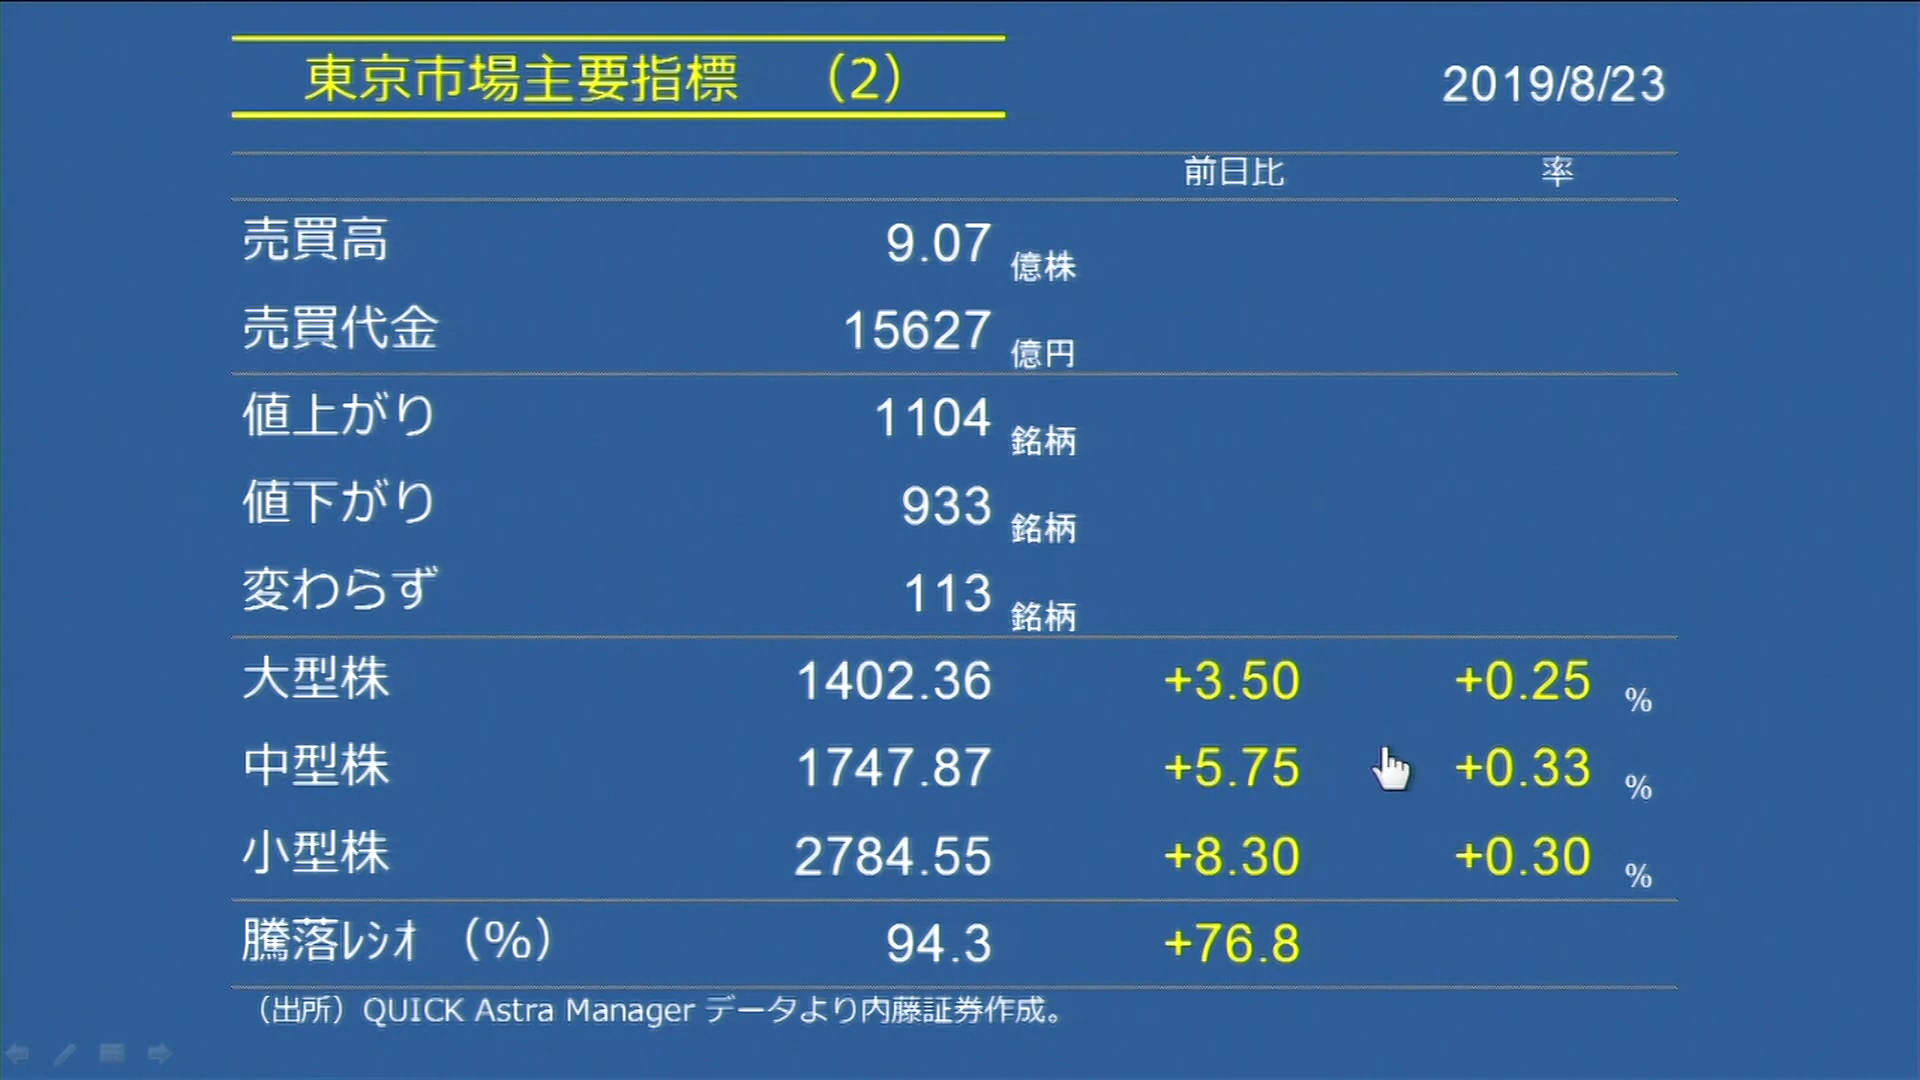 東京市場主要指標 （2）
2019/8/23
前日比 率
売買高 9.07 億株
売買代金 15627 億円
値上がり 1104 銘柄
値下がり 933 銘柄
変わらず 113 銘柄
大型株 1402.36 +3.50 +0.25 %
中型株 1747.87 +5.75 +0.33 %
小型株 2784.55 +8.30 +0.30 %
騰落ﾚｼｵ （%） 94.3 +76.8
（出所）QUICK Astra Manager データより内藤証券作成。